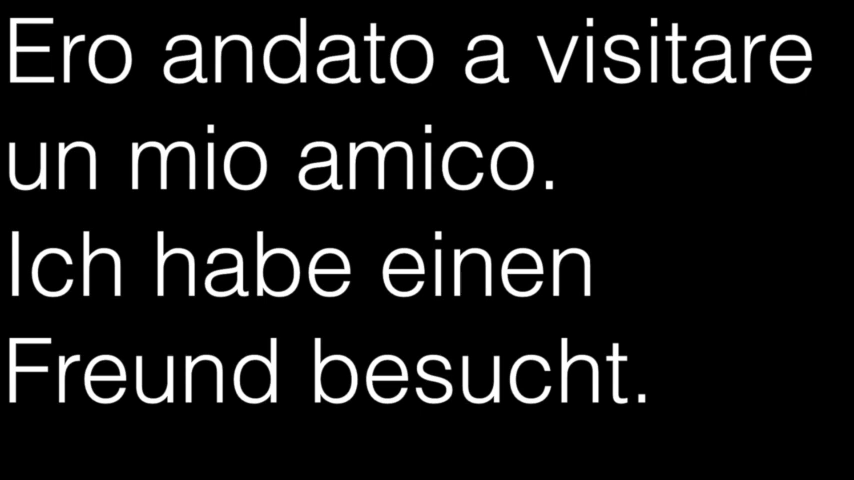 Ero andato a visitare
un mio amico.
Ich habe einen
Freund besucht.